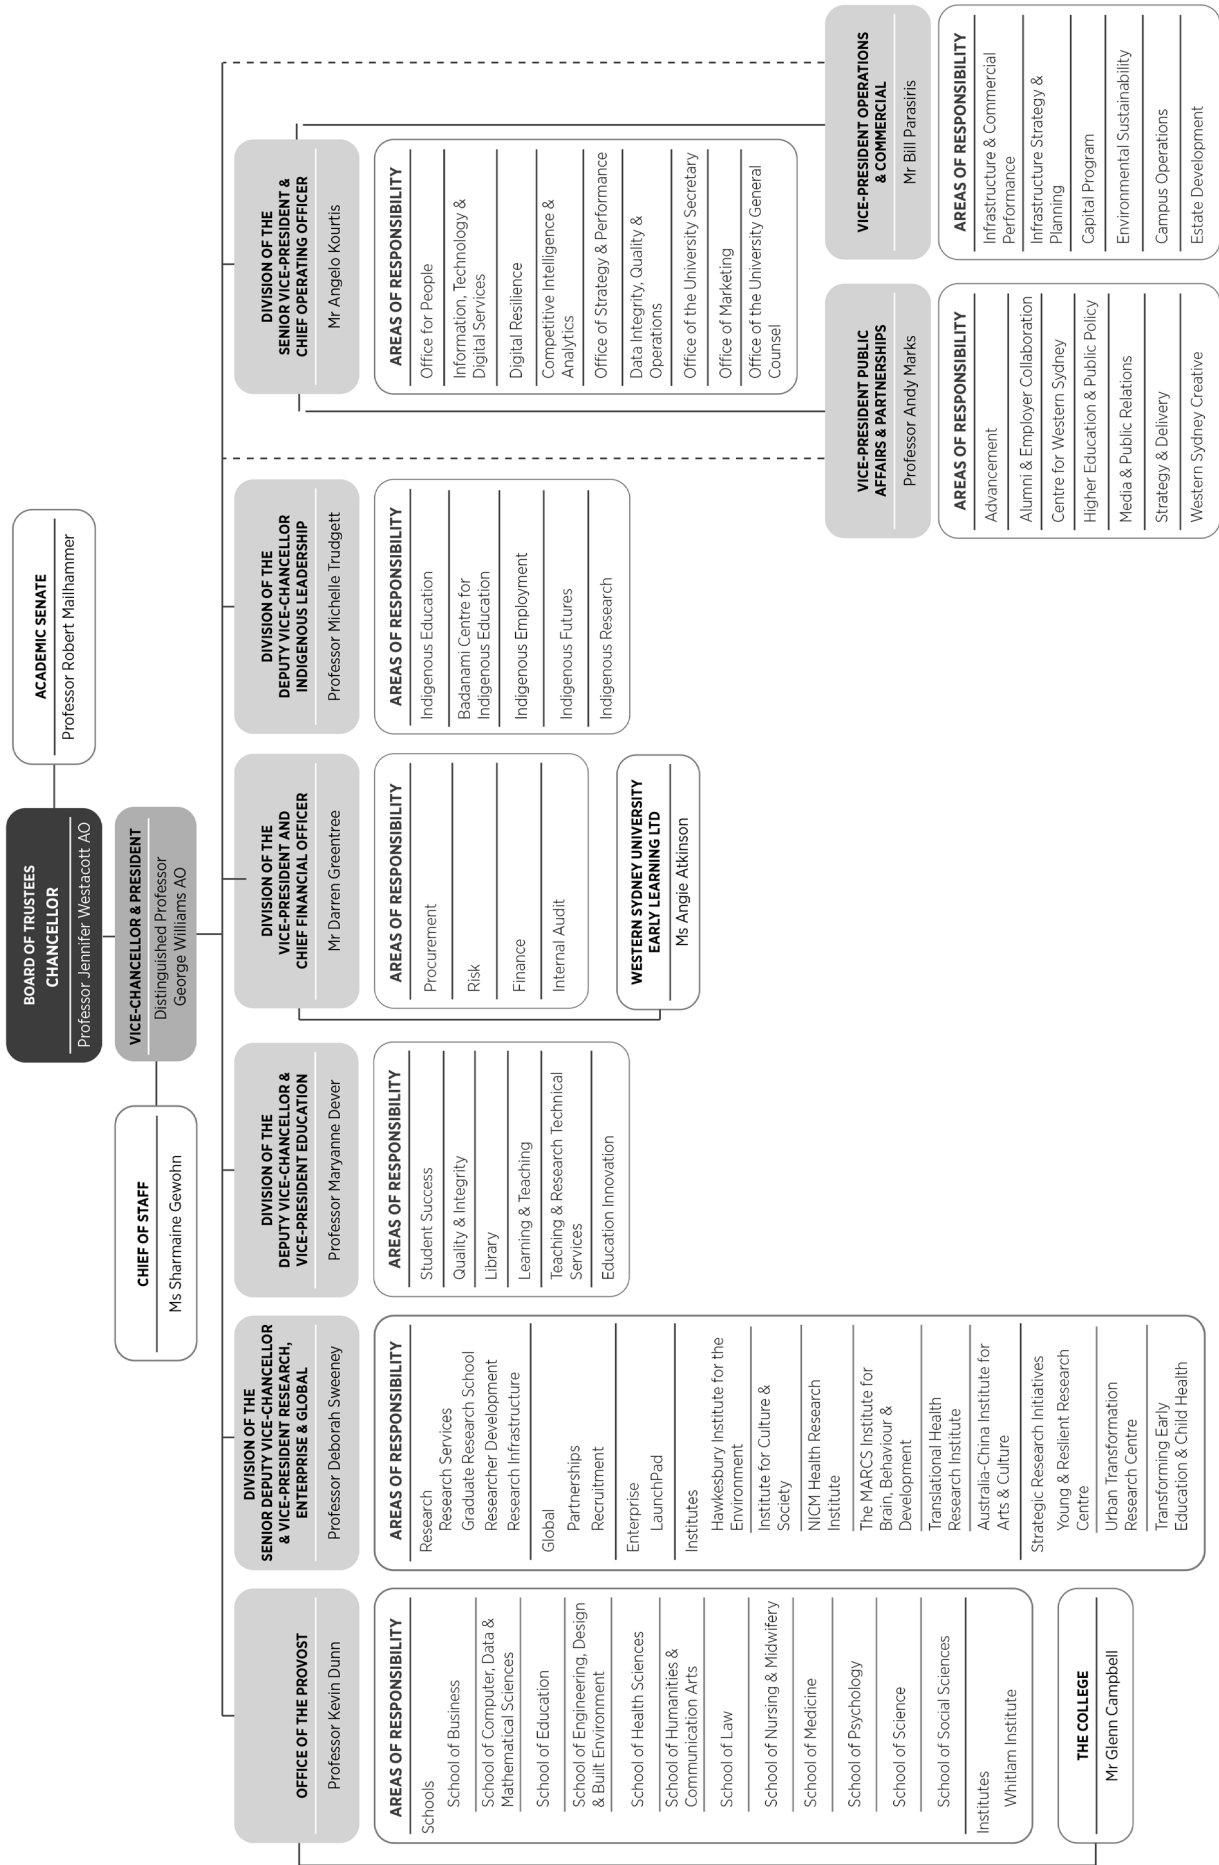 BOARD OF TRUSTEES
CHANCELLOR
Professor Jennifer Westacott AO
ACADEMIC SENATE
Professor Robert Mailhammer
CHIEF OF STAFF
Ms Sharmaine Gewohn
VICE-CHANCELLOR & PRESIDENT
Distinguished Professor
George Williams AO
OFFICE OF THE PROVOST
Professor Kevin Dunn
AREAS OF RESPONSIBILITY
Schools
School of Business
School of Computer, Data &
Mathematical Sciences
School of Education
School of Engineering, Design
& Built Environment
School of Health Sciences
School of Humanities &
Communication Arts
School of Law
School of Nursing & Midwifery
School of Medicine
School of Psychology
School of Science
School of Social Sciences
Institutes
Whitlam Institute
THE COLLEGE
Mr Glenn Campbell
DIVISION OF THE
SENIOR DEPUTY VICE-CHANCELLOR
& VICE-PRESIDENT RESEARCH,
ENTERPRISE & GLOBAL
Professor Deborah Sweeney
AREAS OF RESPONSIBILITY
Research
Research Services
Graduate Research School
Researcher Development
Research Infrastructure
Global
Partnerships
Recruitment
Enterprise
LaunchPad
Institutes
Hawkesbury Institute for the
Environment
Institute for Culture &
Society
NICM Health Research
Institute
The MARCS Institute for
Brain, Behaviour &
Development
Translational Health
Research Institute
Australia-China Institute for
Arts & Culture
Strategic Research Initiatives
Young & Reslient Research
Centre
Urban Transformation
Research Centre
Transforming Early
Education & Child Health
DIVISION OF THE
DEPUTY VICE-CHANCELLOR &
VICE-PRESIDENT EDUCATION
Professor Maryanne Dever
AREAS OF RESPONSIBILITY
Student Success
Quality & Integrity
Library
Learning & Teaching
Teaching & Research Technical
Services
Education Innovation
DIVISION OF THE
VICE-PRESIDENT AND
CHIEF FINANCIAL OFFICER
Mr Darren Greentree
AREAS OF RESPONSIBILITY
Procurement
Risk
Finance
Internal Audit
WESTERN SYDNEY UNIVERSITY
EARLY LEARNING LTD
Ms Angie Atkinson
DIVISION OF THE
DEPUTY VICE-CHANCELLOR
INDIGENOUS LEADERSHIP
Professor Michelle Trudgett
AREAS OF RESPONSIBILITY
Indigenous Education
Badanami Centre for
Indigenous Education
Indigenous Employment
Indigenous Futures
Indigenous Research
DIVISION OF THE
SENIOR VICE-PRESIDENT &
CHIEF OPERATING OFFICER
Mr Angelo Kourtis
AREAS OF RESPONSIBILITY
Office for People
Information, Technology &
Digital Services
Digital Resilience
Competitive Intelligence &
Analytics
Office of Strategy & Performance
Data Integrity, Quality &
Operations
Office of the University Secretary
Office of Marketing
Office of the University General
Counsel
VICE-PRESIDENT PUBLIC
AFFAIRS & PARTNERSHIPS
Professor Andy Marks
AREAS OF RESPONSIBILITY
Advancement
Alumni & Employer Collaboration
Centre for Western Sydney
Higher Education & Public Policy
Media & Public Relations
Strategy & Delivery
Western Sydney Creative
VICE-PRESIDENT OPERATIONS
& COMMERCIAL
Mr Bill Parasiris
AREAS OF RESPONSIBILITY
Infrastructure & Commercial
Performance
Infrastructure Strategy &
Planning
Capital Program
Environmental Sustainability
Campus Operations
Estate Development